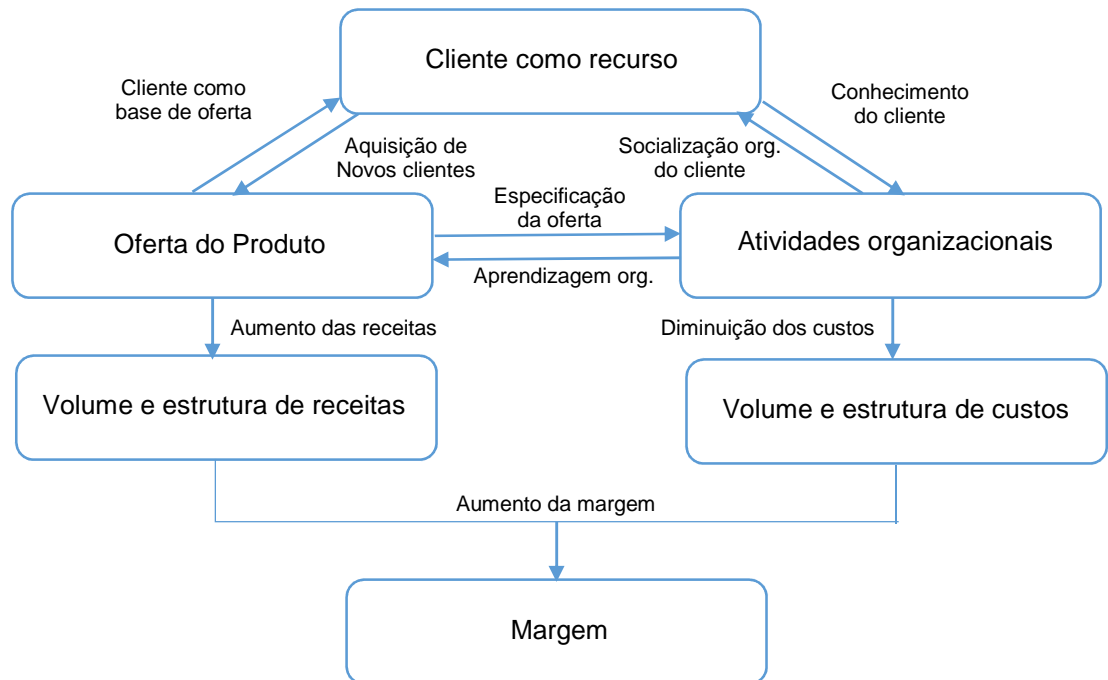 Cliente como recurso
Cliente como
base de oferta
Conhecimento
do cliente
Aquisição de
Novos clientes
Socialização org.
do cliente
Especificação
da oferta
Oferta do Produto
Atividades organizacionais
Aprendizagem org.
Aumento das receitas
Diminuição dos custos
Volume e estrutura de receitas
Volume e estrutura de custos
Aumento da margem
Margem